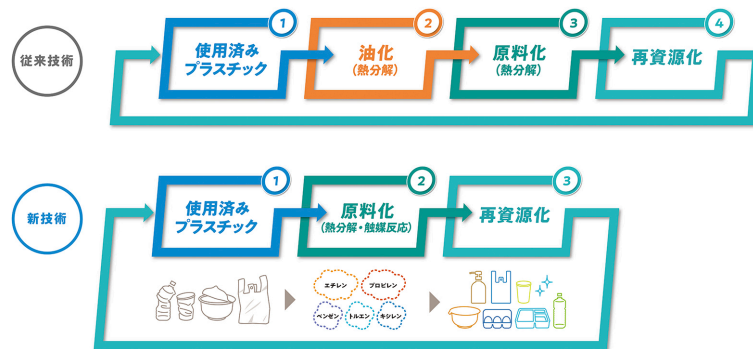 従来技術
1
使用済み
プラスチック
2
油化
(熱分解)
3
原料化
(熱分解)
4
再資源化
新技術
1
使用済み
プラスチック
2
原料化
(熱分解・触媒反応)
3
再資源化
エチレン
プロピレン
ベンゼン
トルエン
キシレン